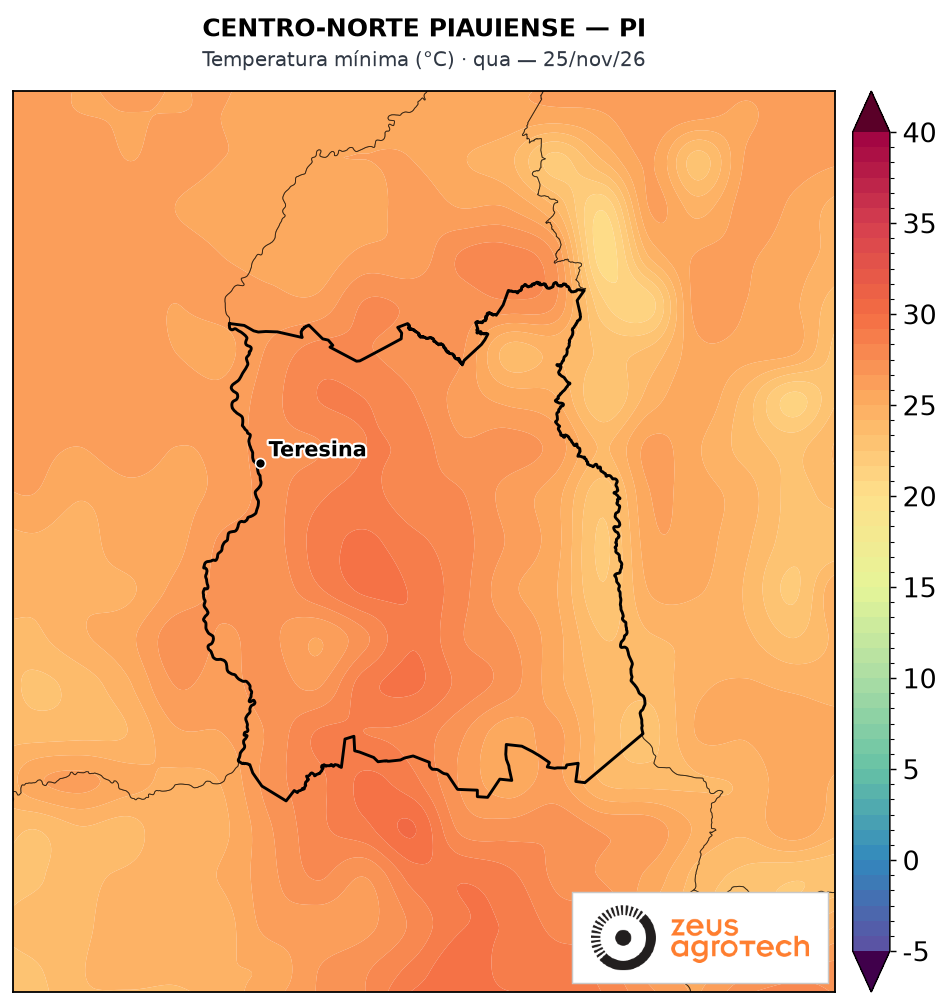 CENTRO-NORTE PIAUIENSE — PI
Temperatura mínima (°C) · qua — 25/nov/26
Teresina
40
35
30
25
20
15
10
5
0
-5
zeus
agrotech